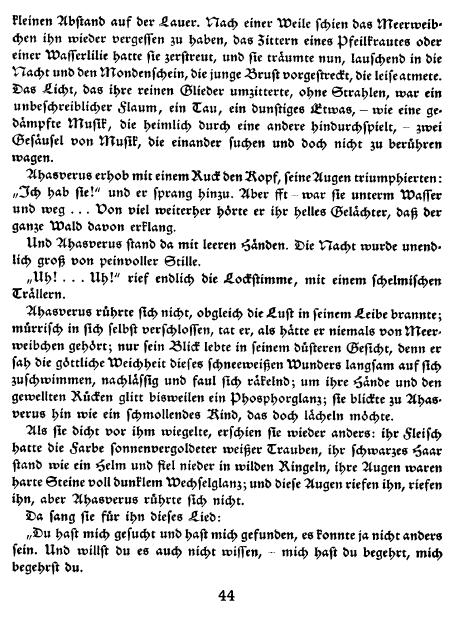 kleinen Abstand auf der Lauer. Nach einer Weile schien das Meerweib-
chen ihn wieder vergessen zu haben, das Zittern eines Pfeilkrautes oder
einer Wasserlilie hatte sie zerstreut, und sie träumte nun, lauschend in die
Nacht und den Mondenschein, die junge Brust vorgestreckt, die leise atmete.
Das Licht, das ihre reinen Glieder umzitterte, ohne Strahlen, war ein
unbeschreiblicher Flaum, ein Tau, ein dunstiges Etwas, – wie eine ge-
dämpfte Musik, die heimlich durch eine andere hindurchspielt, – zwei
Gesäusel von Musik, die einander suchen und doch nicht zu berühren
wagen.
Ahasverus erhob mit einem Ruck den Kopf, seine Augen triumphierten:
„Ich hab sie!“ und er sprang hinzu. Aber fft – war sie unterm Wasser
und weg . . . Von viel weiterher hörte er ihr helles Gelächter, daß der
ganze Wald davon erklang.
Und Ahasverus stand da mit leeren Händen. Die Nacht wurde unend-
lich groß von peinvoller Stille.
„Uh! . . . Uh!“ rief endlich die Lockstimme, mit einem schelmischen
Trällern.
Ahasverus rührte sich nicht, obgleich die Lust in seinem Leibe brannte;
mürrisch in sich selbst verschlossen, tat er, als hätte er niemals von Meer-
weibchen gehört; nur sein Blick lebte in seinem düsteren Gesicht, denn er
sah die göttliche Weichheit dieses schneeweißen Wunders langsam auf sich
zuschwimmen, nachlässig und faul sich räkelnd; um ihre Hände und den
gewellten Rücken glitt bisweilen ein Phosphorglanz; sie blickte zu Ahas-
verus hin wie ein schmollendes Kind, das doch lächeln möchte.
Als sie dicht vor ihm wiegelte, erschien sie wieder anders: ihr Fleisch
hatte die Farbe sonnenvergoldeter weißer Trauben, ihr schwarzes Haar
stand wie ein Helm und fiel nieder in wilden Ringeln, ihre Augen waren
harte Steine voll dunklem Wechselglanz; und diese Augen riefen ihn, riefen
ihn, aber Ahasverus rührte sich nicht.
Da sang sie für ihn dieses Lied:
„Du hast mich gesucht und hast mich gefunden, es konnte ja nicht anders
sein. Und willst du es auch nicht wissen, – mich hast du begehrt, mich
begehrst du.
44